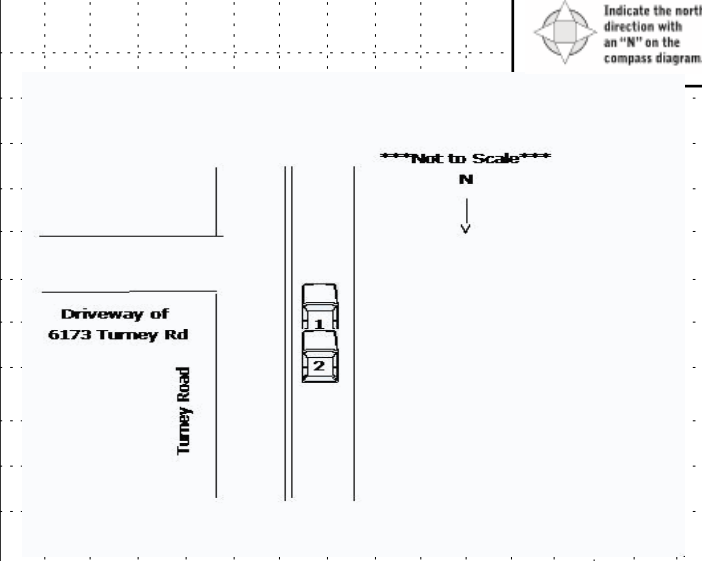 Indicate the north
direction with
an "N" on the
compass diagram.
***Not to Scale***
N
1
Driveway of
6173 Turney Rd
2
Turney Road